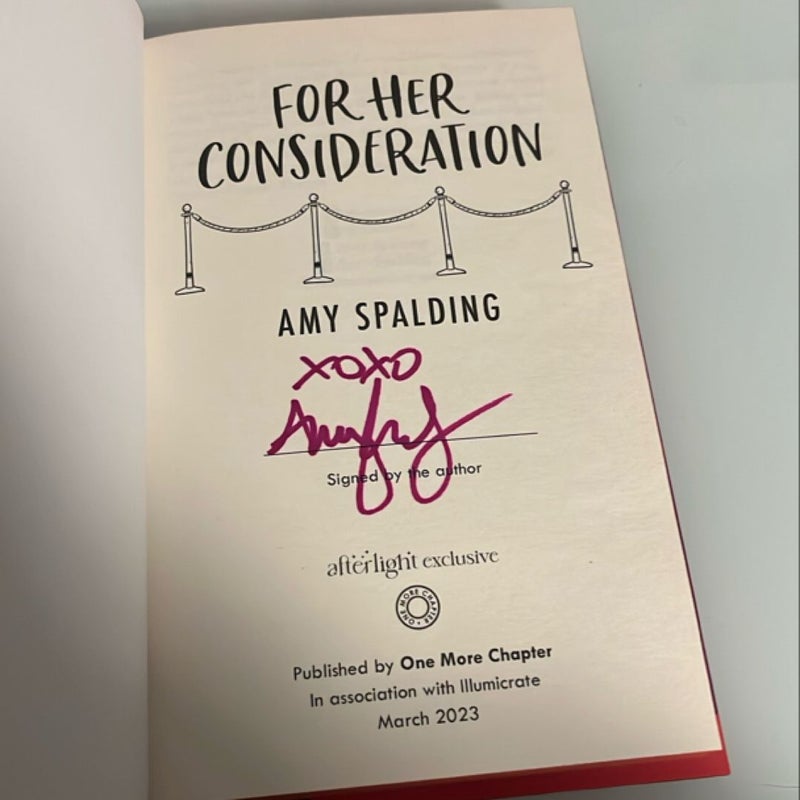 FOR HER
CONSIDERATION
AMY SPALDING
xoxo
Signed by the author
afterlight exclusive
ONE MORE CHAPTER
Published by One More Chapter
In association with Illumicrate
March 2023